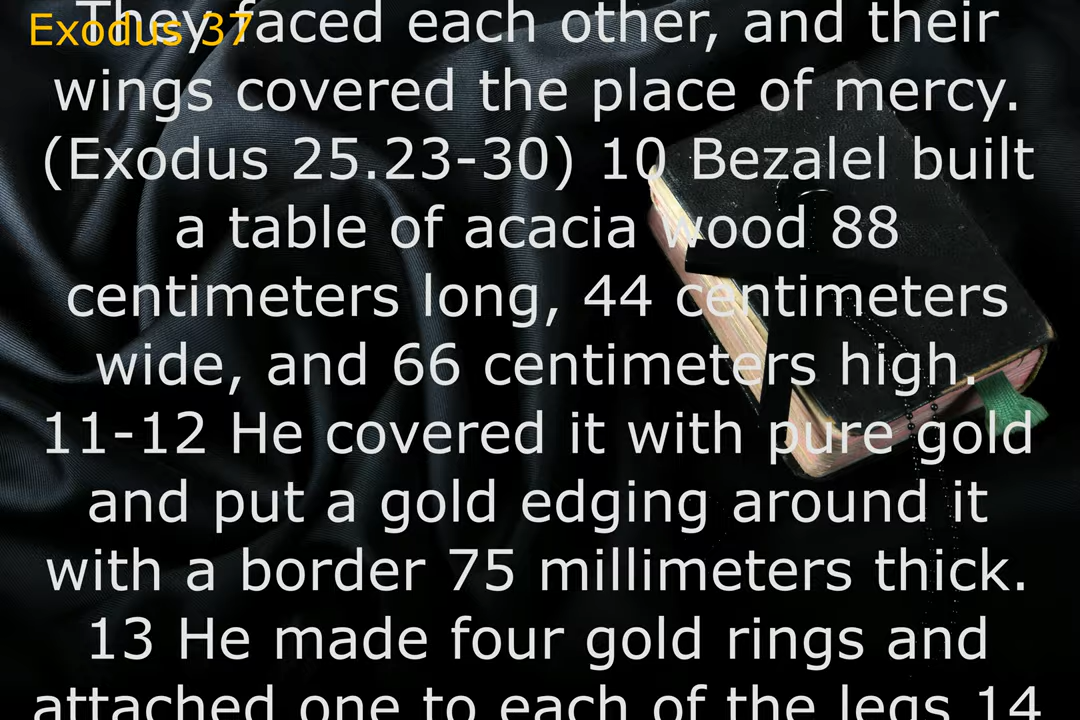 Exodus 37
They faced each other, and their
wings covered the place of mercy.
(Exodus 25.23-30) 10 Bezalel built
a table of acacia wood 88
centimeters long, 44 centimeters
wide, and 66 centimeters high.
11-12 He covered it with pure gold
and put a gold edging around it
with a border 75 millimeters thick.
13 He made four gold rings and
attached one to each of the legs 14